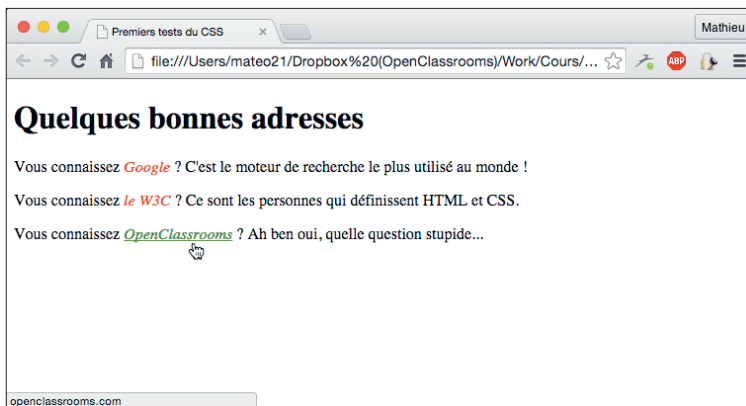 Premiers tests du CSS
Mathieu
file:///Users/mateo21/Dropbox%20(OpenClassrooms)/Work/Cours/...
ABP
Quelques bonnes adresses
Vous connaissez Google ? C'est le moteur de recherche le plus utilisé au monde !
Vous connaissez le W3C ? Ce sont les personnes qui définissent HTML et CSS.
Vous connaissez OpenClassrooms ? Ah ben oui, quelle question stupide...
openclassrooms.com